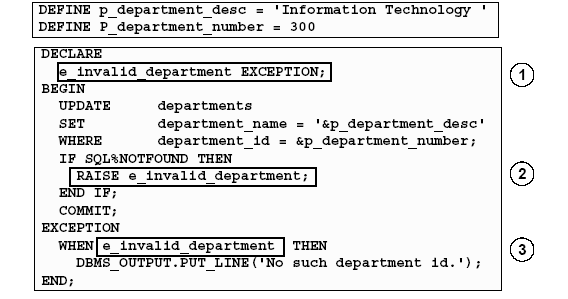 DEFINE p_department_desc = 'Information Technology '
DEFINE P_department_number = 300
DECLARE
e_invalid_department EXCEPTION;
1
BEGIN
UPDATE departments
SET department_name = '&p_department_desc'
WHERE department_id = &p_department_number;
IF SQL%NOTFOUND THEN
RAISE e_invalid_department;
2
END IF;
COMMIT;
EXCEPTION
WHEN e_invalid_department THEN
3
DBMS_OUTPUT.PUT_LINE('No such department id.');
END;